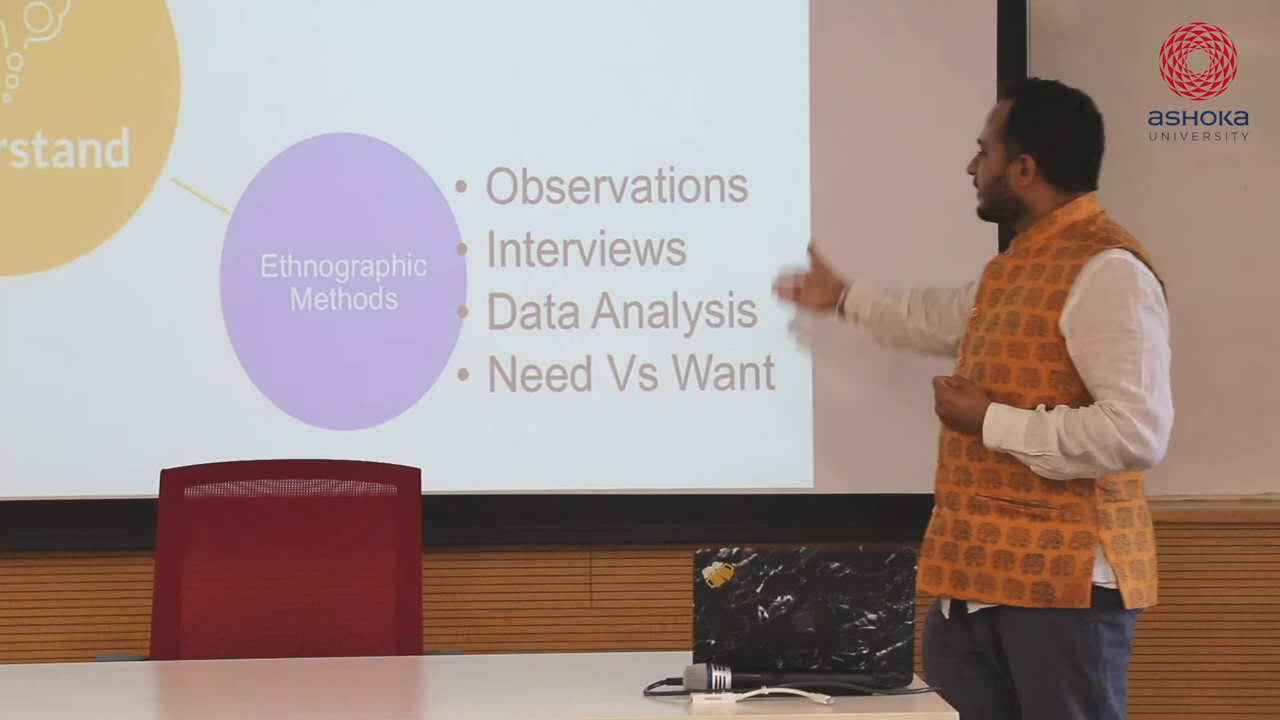 rstand
Ethnographic
Methods
• Observations
• Interviews
• Data Analysis
• Need Vs Want
ASHOKA
UNIVERSITY